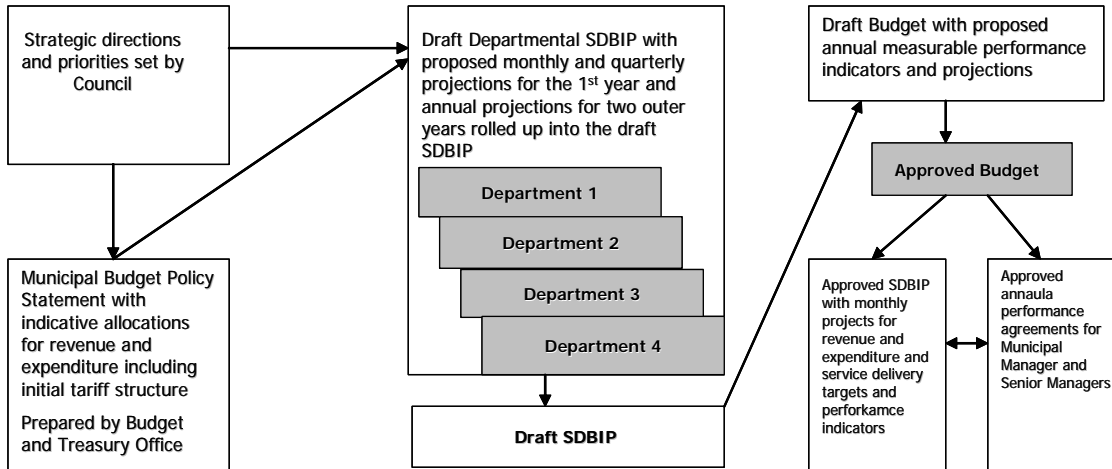 Strategic directions
and priorities set by
Council
Municipal Budget Policy
Statement with
indicative allocations
for revenue and
expenditure including
initial tariff structure
Prepared by Budget
and Treasury Office
Draft Departmental SDBIP with
proposed monthly and quarterly
projections for the 1st year and
annual projections for two outer
years rolled up into the draft
SDBIP
Department 1
Department 2
Department 3
Department 4
Draft SDBIP
Draft Budget with proposed
annual measurable performance
indicators and projections
Approved Budget
Approved SDBIP
with monthly
projects for
revenue and
expenditure and
service delivery
targets and
perforkamce
indicators
Approved
annaula
performance
agreements for
Municipal
Manager and
Senior Managers